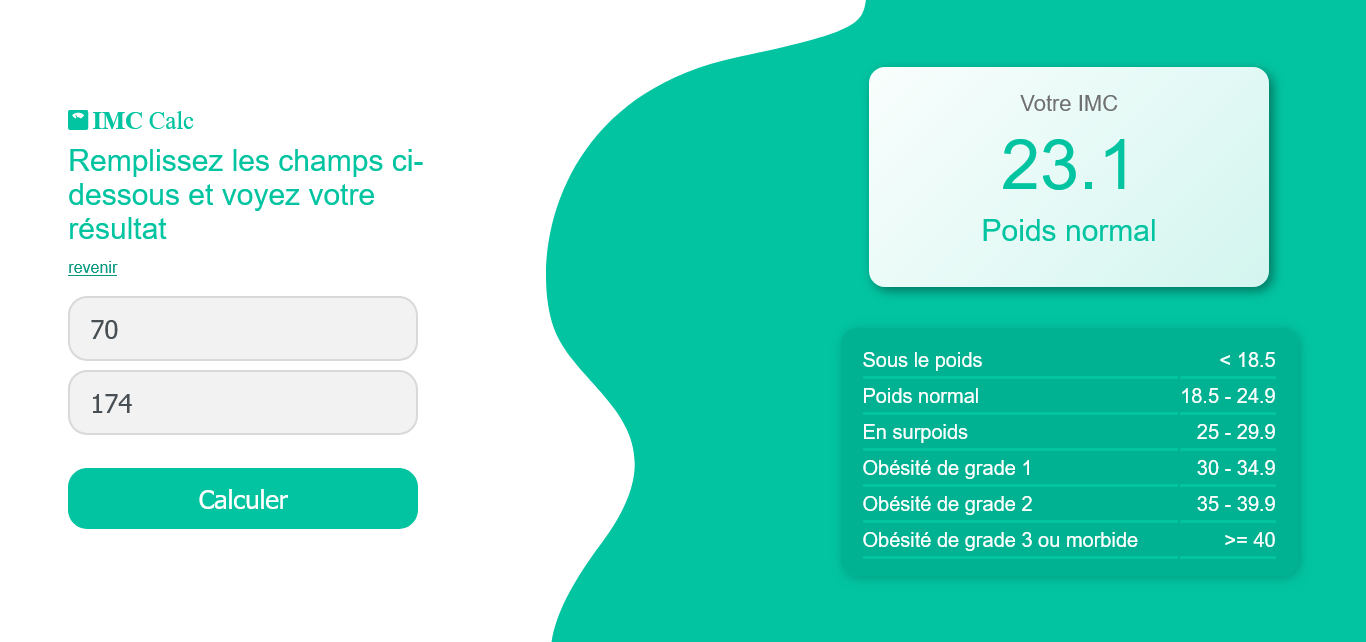 IMC Calc
Remplissez les champs ci-
dessous et voyez votre
résultat
revenir
70
174
Calculer
Votre IMC
23.1
Poids normal
Sous le poids < 18.5
Poids normal 18.5 - 24.9
En surpoids 25 - 29.9
Obésité de grade 1 30 - 34.9
Obésité de grade 2 35 - 39.9
Obésité de grade 3 ou morbide >= 40